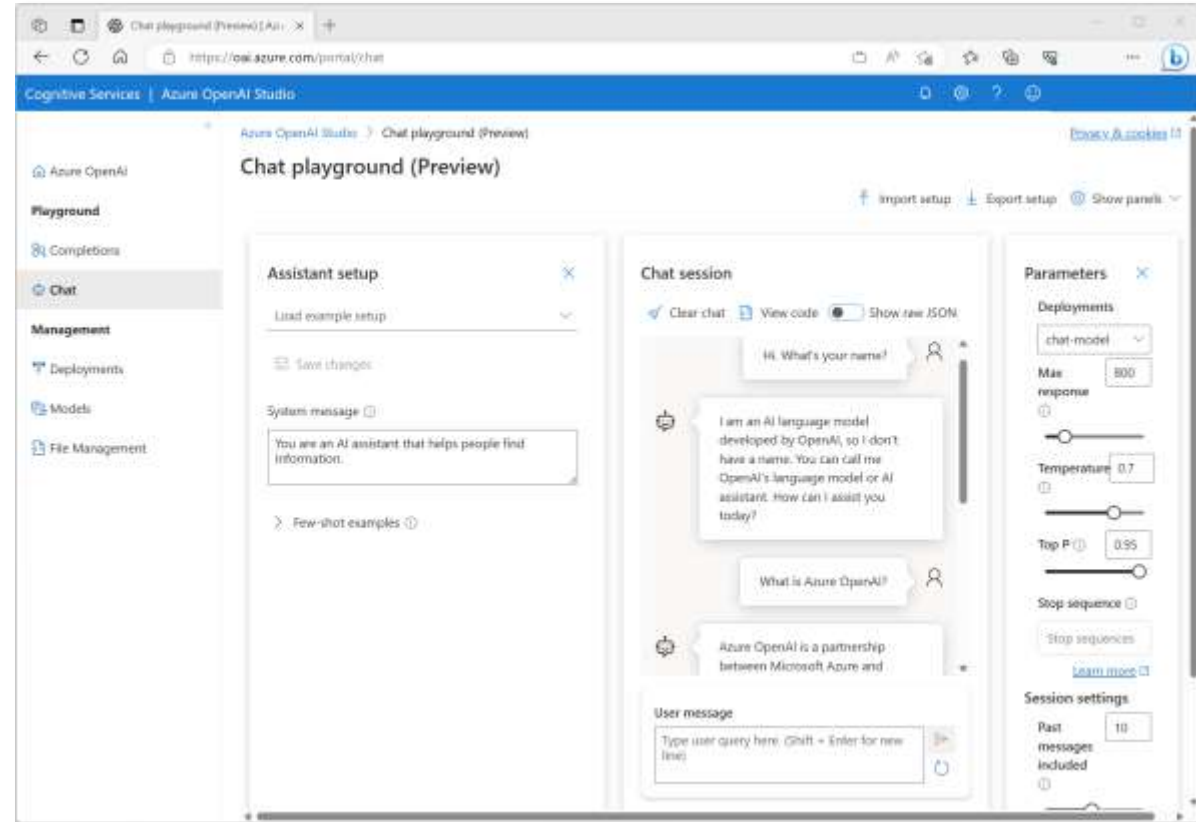 Chat playground (Preview) | Azu
https://oai.azure.com/portal/chat
Cognitive Services | Azure OpenAI Studio
?
Azure OpenAI Studio > Chat playground (Preview)
Privacy & cookies
Chat playground (Preview)
Import setup
Export setup
Show panels
Azure OpenAI
Playground
Completions
Chat
Management
Deployments
Models
File Management
Assistant setup
Load example setup
Save changes
System message
You are an AI assistant that helps people find
information.
Few-shot examples
Chat session
Clear chat
View code
Show raw JSON
Hi. What's your name?
I am an AI language model
developed by OpenAI, so I don't
have a name. You can call me
OpenAI's language model or AI
assistant. How can I assist you
today?
What is Azure OpenAI?
Azure OpenAI is a partnership
between Microsoft Azure and
User message
Type user query here. (Shift + Enter for new
line)
Parameters
Deployments
chat-model
Max
response
800
Temperature
0.7
Top P
0.95
Stop sequence
Stop sequences
Learn more
Session settings
Past
messages
included
10